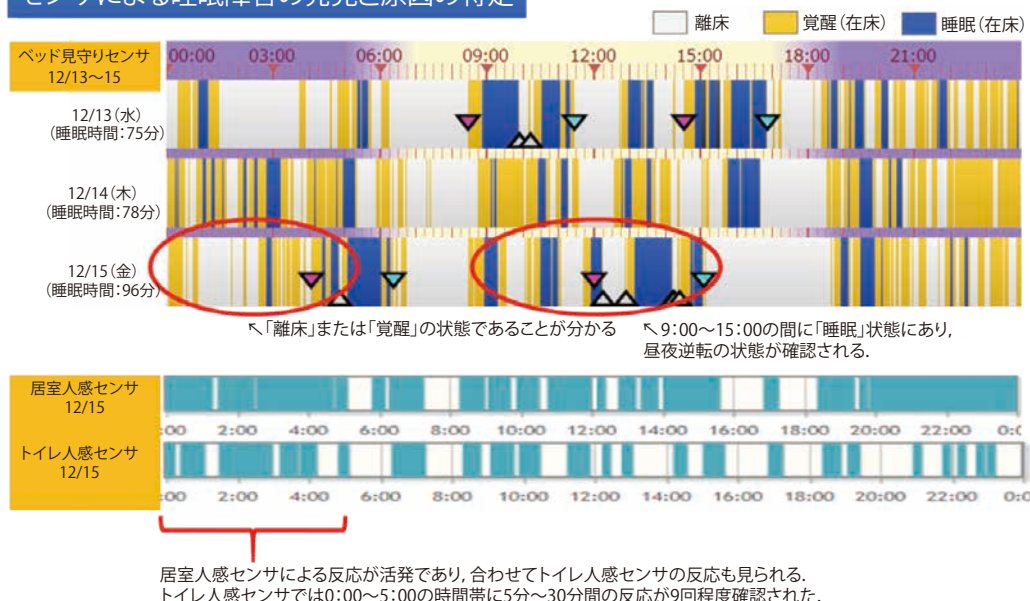 センサによる睡眠障害の発見と原因の特定
離床 覚醒(在床) 睡眠(在床)
ベッド見守りセンサ
12/13～15
00:00 03:00 06:00 09:00 12:00 15:00 18:00 21:00
12/13(水)
(睡眠時間:75分)
12/14(木)
(睡眠時間:78分)
12/15(金)
(睡眠時間:96分)
↖「離床」または「覚醒」の状態であることが分かる
↖9:00～15:00の間に「睡眠」状態にあり,
昼夜逆転の状態が確認される.
居室人感センサ
12/15
:00 2:00 4:00 6:00 8:00 10:00 12:00 14:00 16:00 18:00 20:00 22:00 0:0
トイレ人感センサ
12/15
:00 2:00 4:00 6:00 8:00 10:00 12:00 14:00 16:00 18:00 20:00 22:00 0:0
居室人感センサによる反応が活発であり, 合わせてトイレ人感センサの反応も見られる.
トイレ人感センサでは0:00～5:00の時間帯に5分～30分間の反応が9回程度確認された.